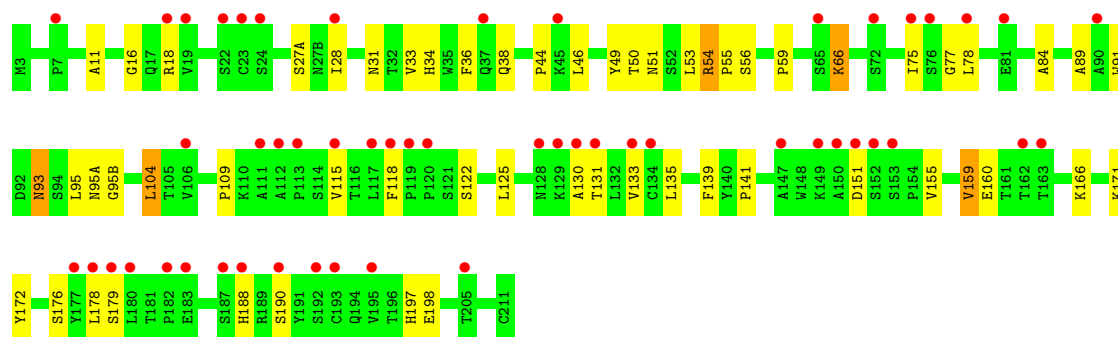 M3 P7 A11 G16 Q17 R18 V19 S22 C23 S24 S27A N27B I28 N31 T32 V33 H34 W35 F36 Q37 Q38 P44 K45 L46 Y49 T50 N51 S52 L53 R54 P55 S56 P59 S65 K66 S72 I75 S76 G77 L78 E81 A84 A89 A90 W91
D92 N93 S94 L95 N95A G95B L104 T105 V106 P109 K110 A111 A112 P113 S114 V115 T116 L117 F118 P119 P120 S121 S122 L125 N128 K129 A130 T131 L132 V133 C134 L135 F139 Y140 P141 A147 W148 K149 A150 D151 S152 S153 P154 V155 V159 E160 T161 T162 T163 K166 K171
Y172 S176 Y177 L178 S179 L180 T181 P182 E183 S187 H188 R189 S190 Y191 S192 C193 Q194 V195 T196 H197 E198 T205 C211